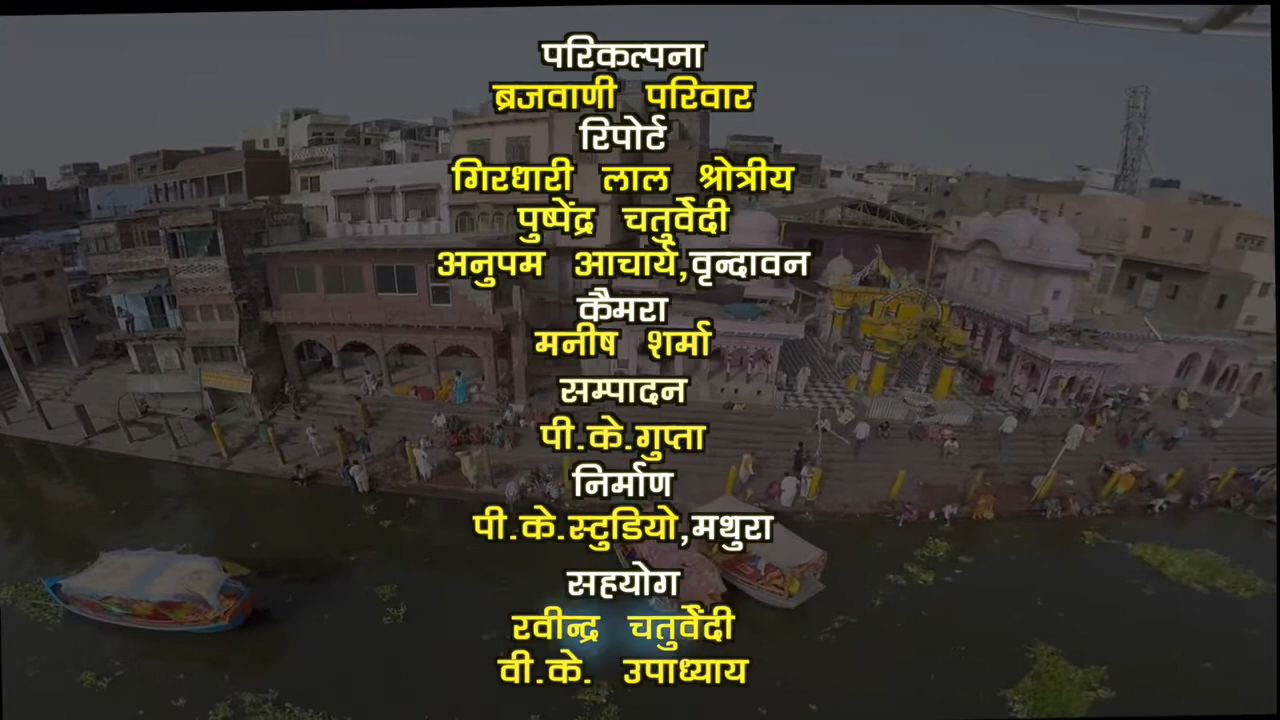 परिकल्पना
ब्रजवाणी परिवार
रिपोर्ट
गिरधारी लाल श्रोत्रीय
पुष्पेंद्र चतुर्वेदी
अनुपम आचार्य,वृन्दावन
कैमरा
मनीष शर्मा
सम्पादन
पी.के.गुप्ता
निर्माण
पी.के.स्टुडियो,मथुरा
सहयोग
रवीन्द्र चतुर्वेदी
वी.के. उपाध्याय